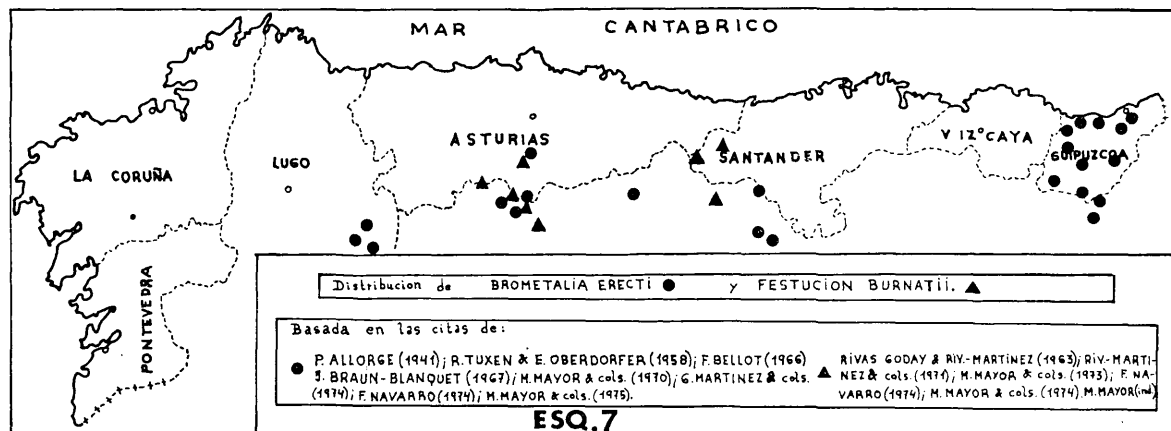 MAR CANTABRICO
ASTURIAS
VIZCAYA
GUIPUZCOA
SANTANDER
LUGO
LA CORUÑA
PONTEVEDRA
Distribucion de BROMETALIA ERECTI ● y FESTUCION BURNATII. ▲
Basada en las citas de:
● P. ALLORGE (1941); R. TUXEN & E. OBERDORFER (1958); F. BELLOT (1966)
J. BRAUN-BLANQUET (1967); M. MAYOR & cols. (1970); G. MARTINEZ & cols.
(1974); F. NAVARRO (1974); M. MAYOR & cols. (1975).
▲ RIVAS GODAY & RIV.-MARTINEZ (1963); RIV.-MARTI-
NEZ & cols. (1971); M. MAYOR & cols. (1973); F. NA-
VARRO (1974); M. MAYOR & cols. (1974). M. MAYOR (ind)
ESQ. 7